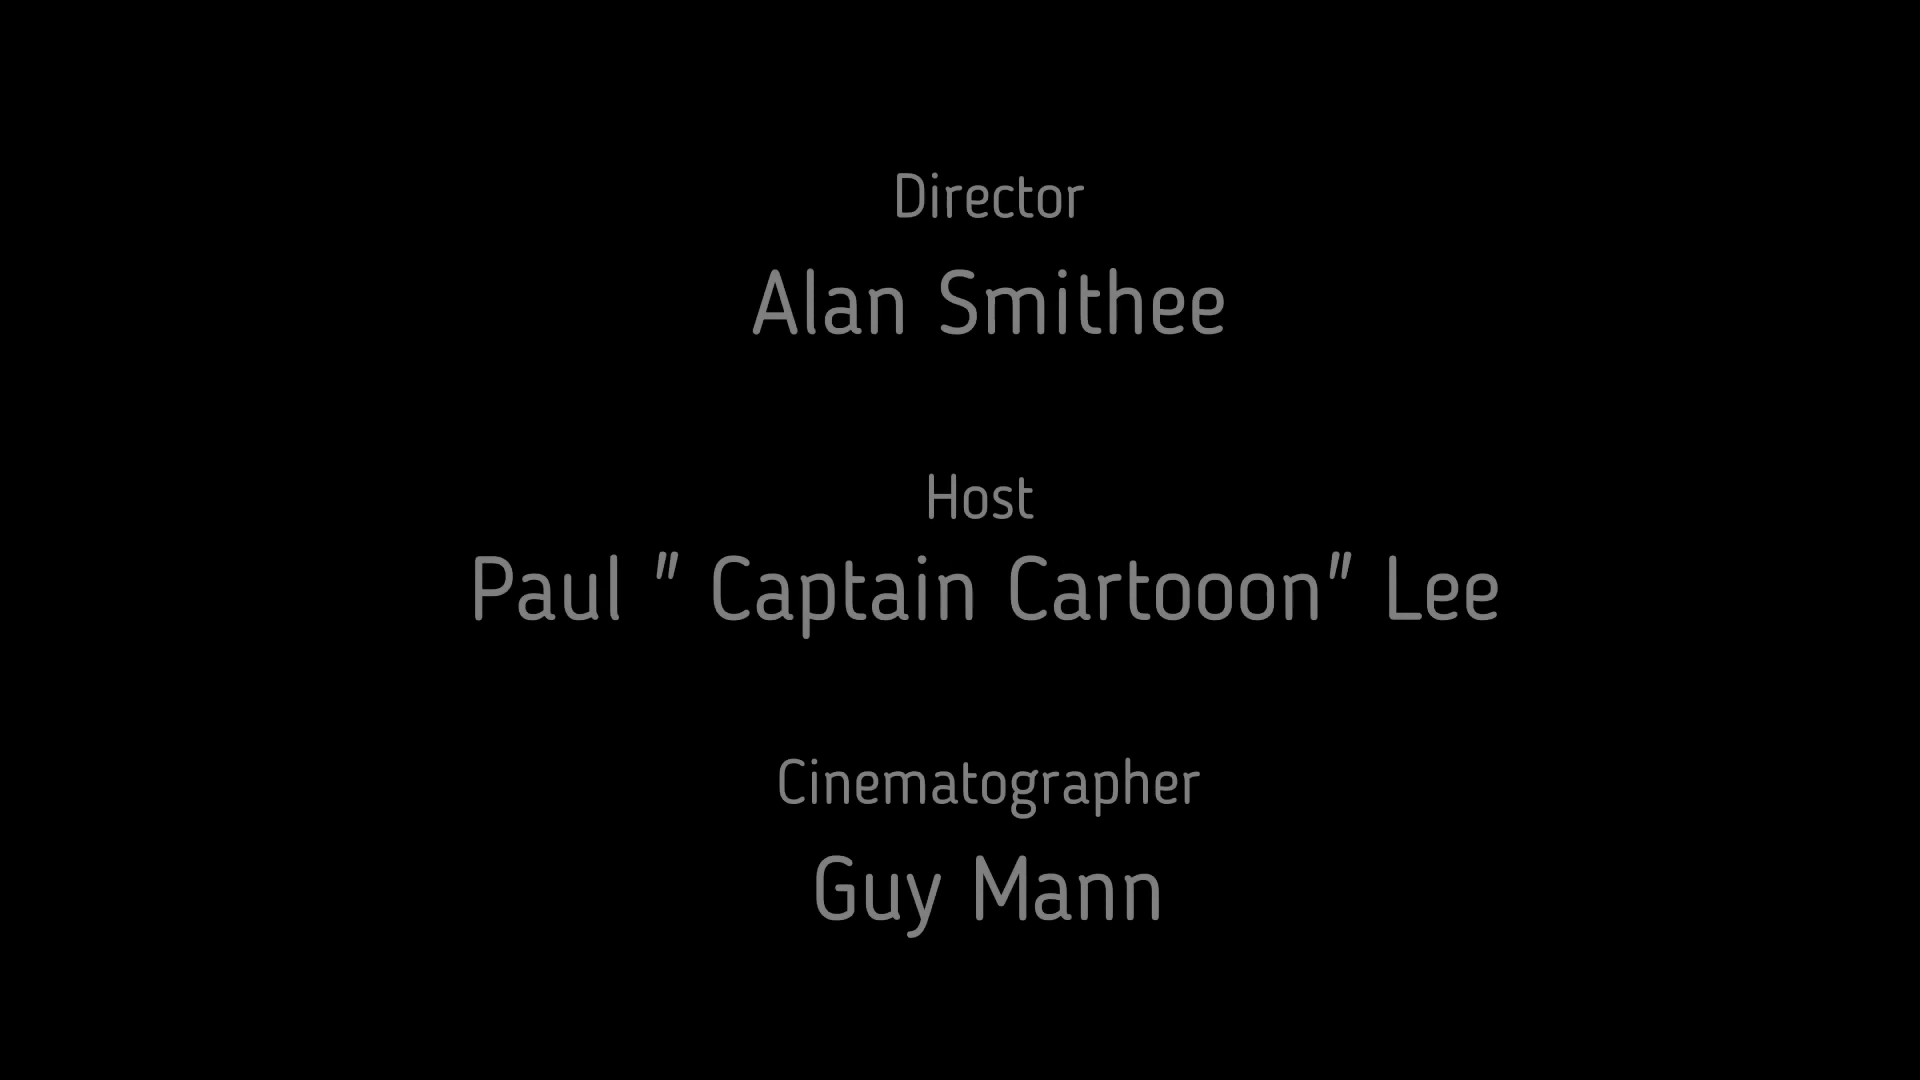 Director
Alan Smithee
Host
Paul " Captain Cartooon" Lee
Cinematographer
Guy Mann